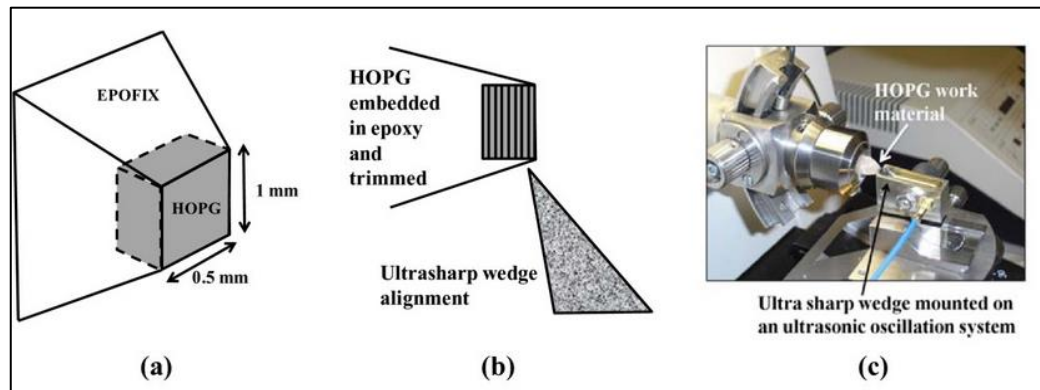 EPOFIX
HOPG
1 mm
0.5 mm
(a)
HOPG
embedded
in epoxy
and
trimmed
Ultrasharp wedge
alignment
(b)
HOPG work
material
Ultra sharp wedge mounted on
an ultrasonic oscillation system
(c)